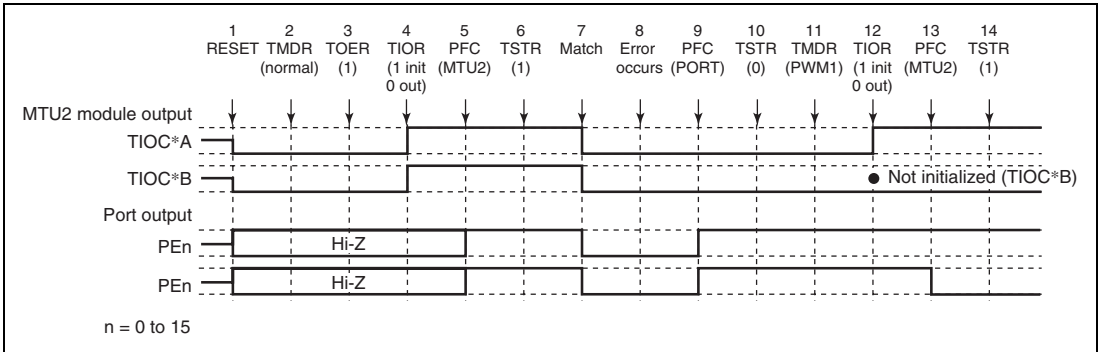 1 2 3 4 5 6 7 8 9 10 11 12 13 14
RESET TMDR TOER TIOR PFC TSTR Match Error PFC TSTR TMDR TIOR PFC TSTR
(normal) (1) (1 init (MTU2) (1) occurs (PORT) (0) (PWM1) (1 init (MTU2) (1)
0 out) 0 out)
MTU2 module output
TIOC*A
TIOC*B
● Not initialized (TIOC*B)
Port output
PEn
Hi-Z
PEn
Hi-Z
n = 0 to 15